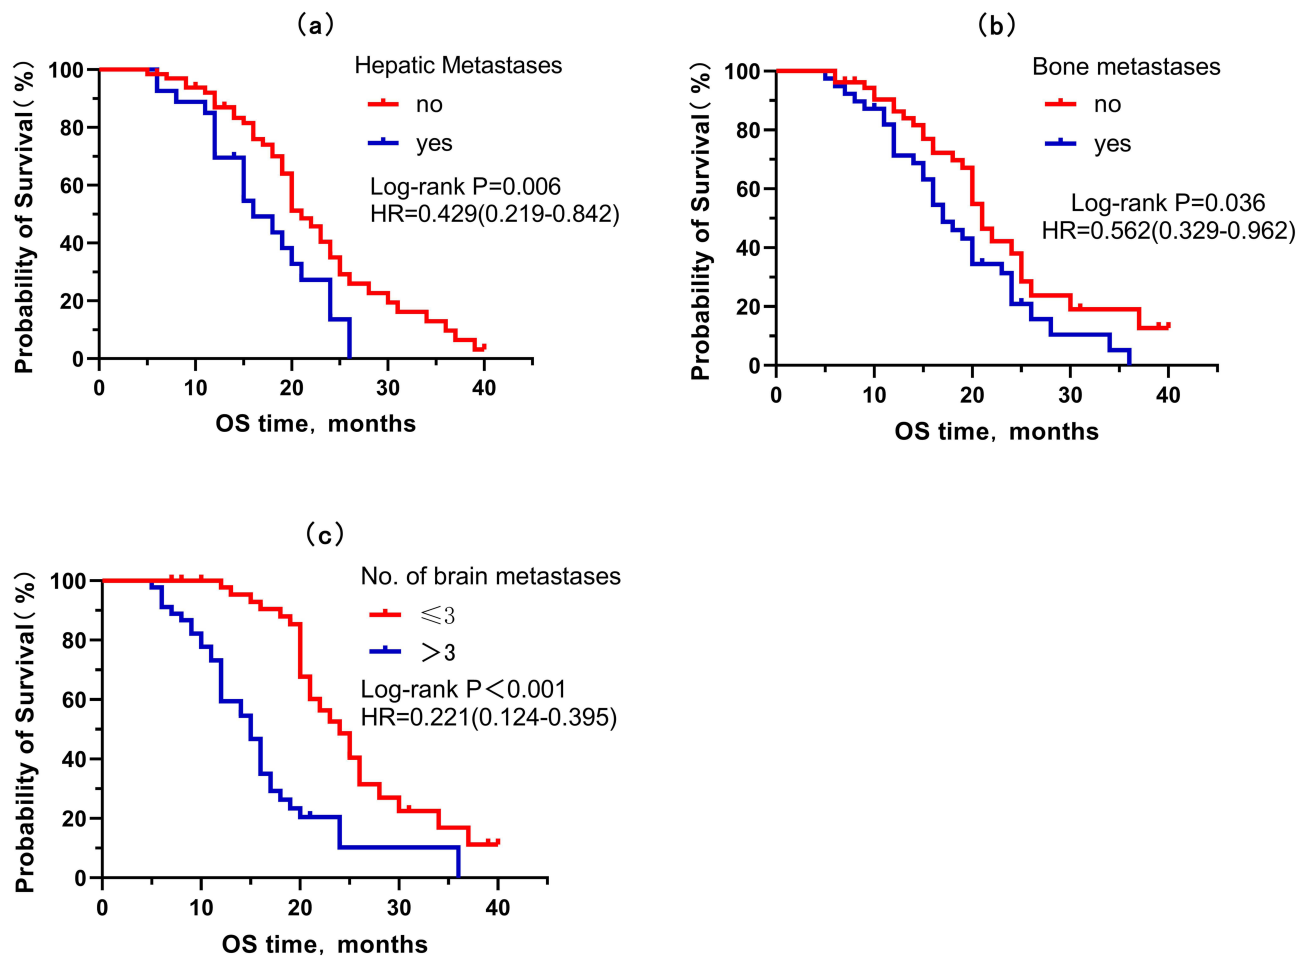 (a)
Hepatic Metastases
no
yes
Log-rank P=0.006
HR=0.429(0.219-0.842)
Probability of Survival( %)
100
80
60
40
20
0
0 10 20 30 40
OS time, months
(b)
Bone metastases
no
yes
Log-rank P=0.036
HR=0.562(0.329-0.962)
Probability of Survival( %)
100
80
60
40
20
0
0 10 20 30 40
OS time, months
(c)
No. of brain metastases
≤3
>3
Log-rank P<0.001
HR=0.221(0.124-0.395)
Probability of Survival( %)
100
80
60
40
20
0
0 10 20 30 40
OS time, months